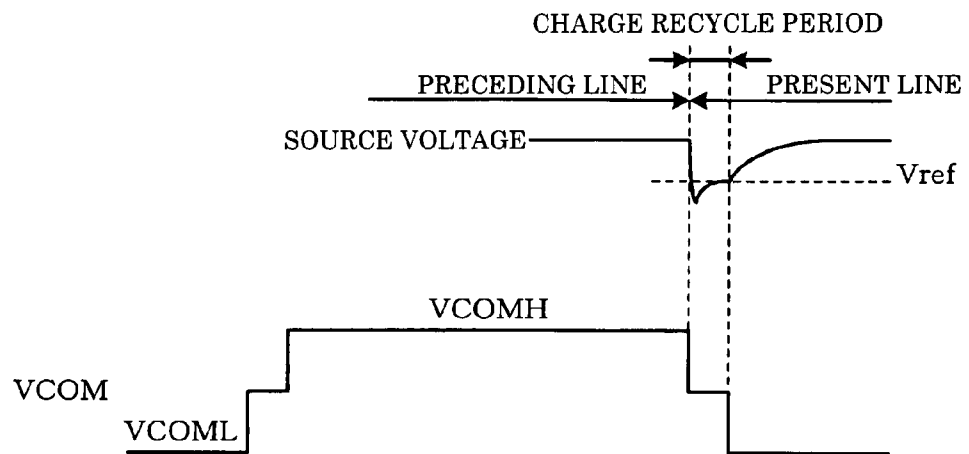 CHARGE RECYCLE PERIOD
PRECEDING LINE
PRESENT LINE
SOURCE VOLTAGE
Vref
VCOMH
VCOM
VCOML